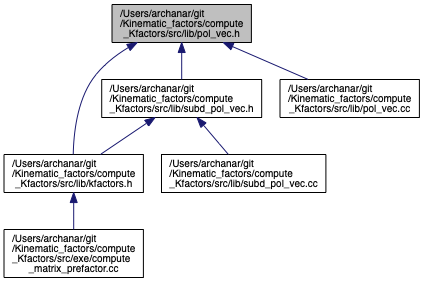 /Users/archanar/git
/Kinematic_factors/compute
_Kfactors/src/lib/pol_vec.h
/Users/archanar/git
/Kinematic_factors/compute
_Kfactors/src/lib/subd_pol_vec.h
/Users/archanar/git
/Kinematic_factors/compute
_Kfactors/src/lib/pol_vec.cc
/Users/archanar/git
/Kinematic_factors/compute
_Kfactors/src/lib/kfactors.h
/Users/archanar/git
/Kinematic_factors/compute
_Kfactors/src/lib/subd_pol_vec.cc
/Users/archanar/git
/Kinematic_factors/compute
_Kfactors/src/exe/compute
_matrix_prefactor.cc